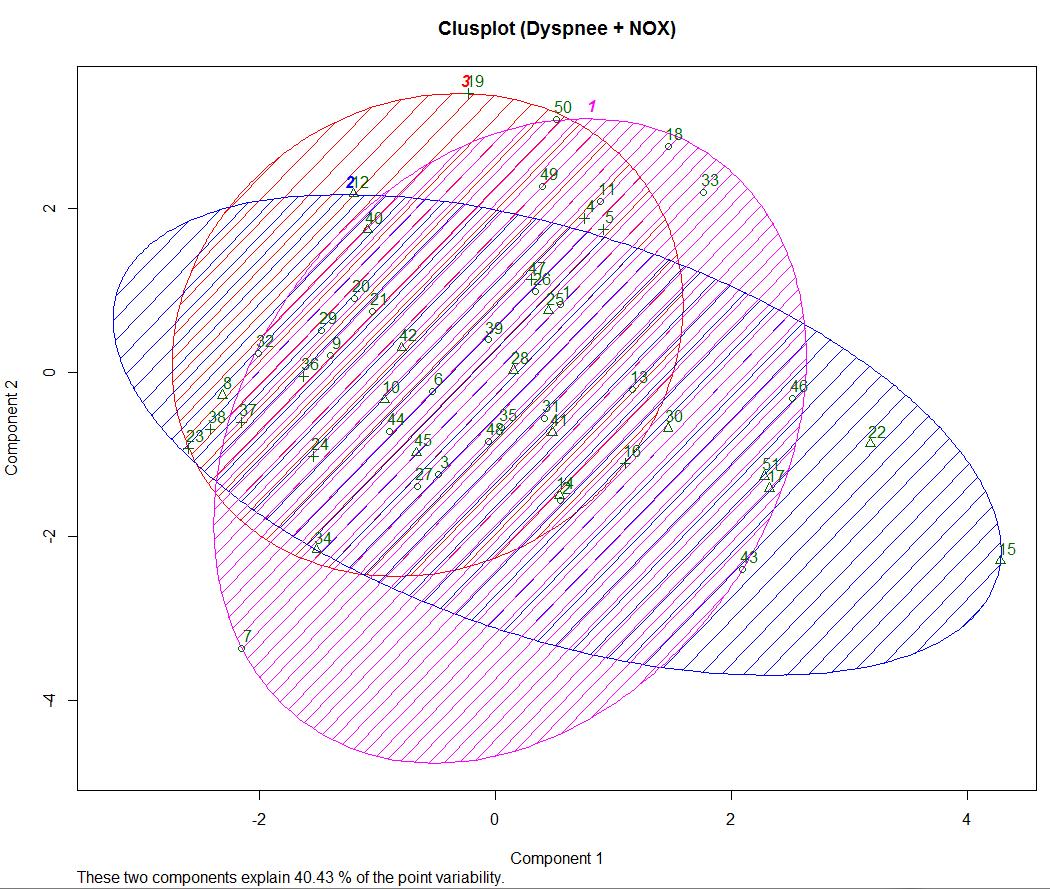 Clusplot (Dyspnee + NOX)
3 19
50 1
18
49 33
2 12 11
4 5
40
47
26
20 25 1
21
29 39
42
32 9
28
36 13
8 6 46
10
37 31
38 44 35 41 30
23 48 22
24 45 16
3 51
27 17
14
34
43 15
7
Component 2
2
0
-2
-4
-2 0 2 4
Component 1
These two components explain 40.43 % of the point variability.